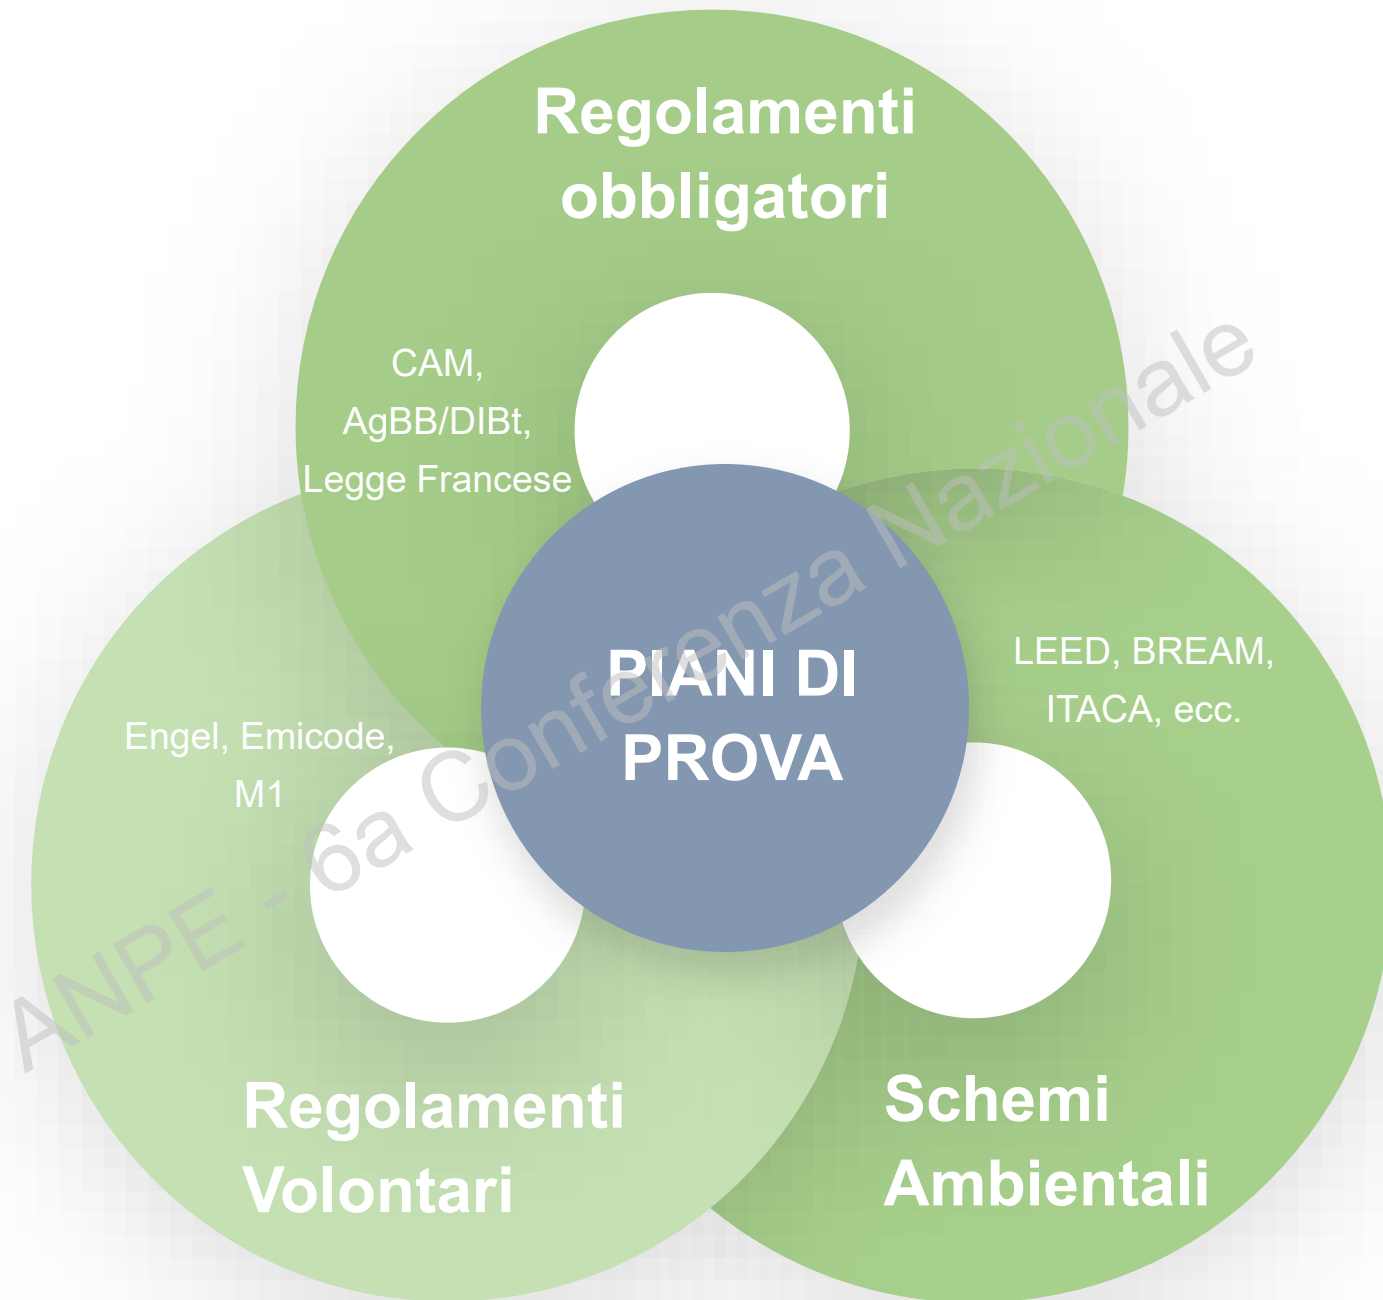 Regolamenti
obbligatori
CAM,
AgBB/DIBt,
Legge Francese
PIANI DI
PROVA
LEED, BREAM,
ITACA, ecc.
Engel, Emicode,
M1
Regolamenti
Volontari
Schemi
Ambientali
ANPE - 6a Conferenza Nazionale